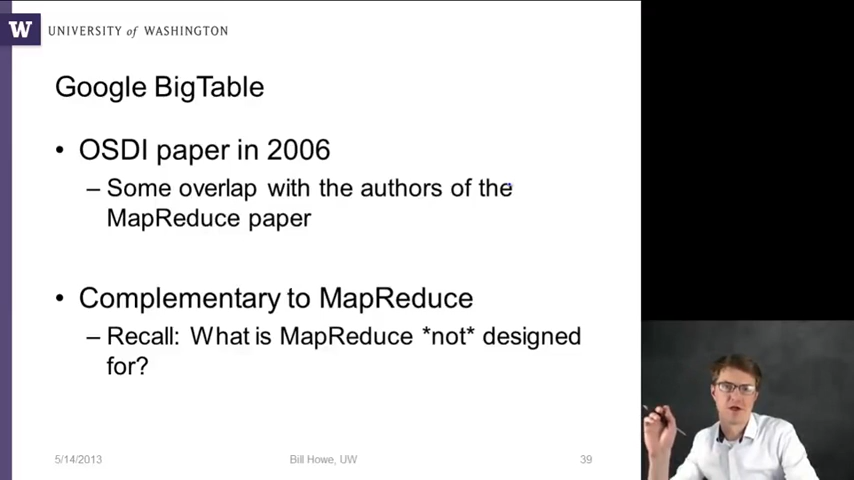 W UNIVERSITY of WASHINGTON
Google BigTable
• OSDI paper in 2006
– Some overlap with the authors of the
MapReduce paper
• Complementary to MapReduce
– Recall: What is MapReduce *not* designed
for?
5/14/2013 Bill Howe, UW 39